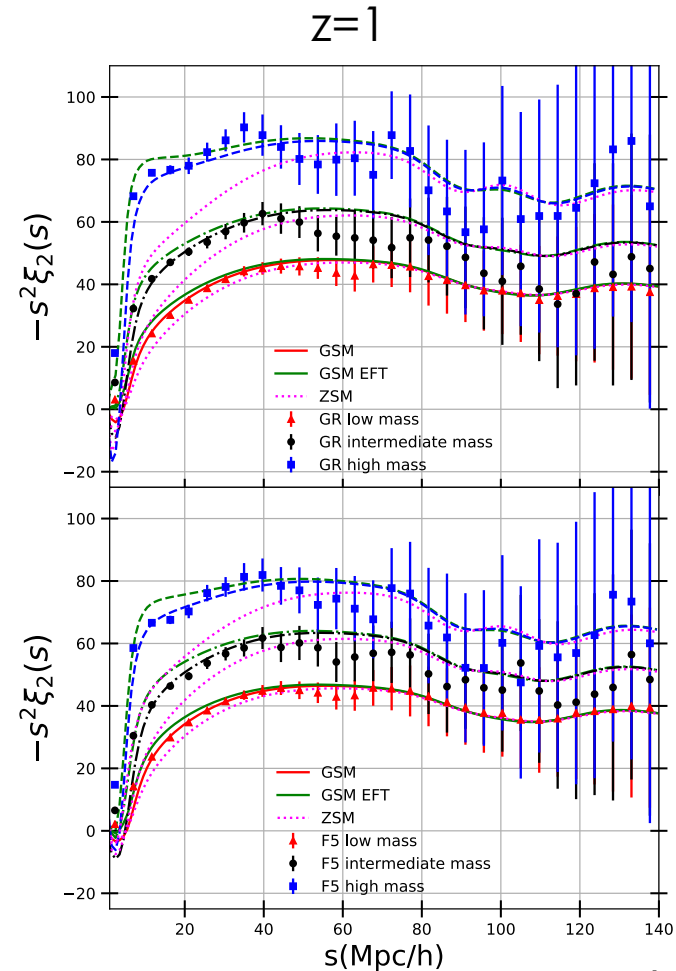 z=1
−s²ξ₂(s)
100
80
60
40
20
0
−20
GSM
GSM EFT
ZSM
GR low mass
GR intermediate mass
GR high mass
−s²ξ₂(s)
100
80
60
40
20
0
−20
GSM
GSM EFT
ZSM
F5 low mass
F5 intermediate mass
F5 high mass
20 40 60 80 100 120 140
s(Mpc/h)